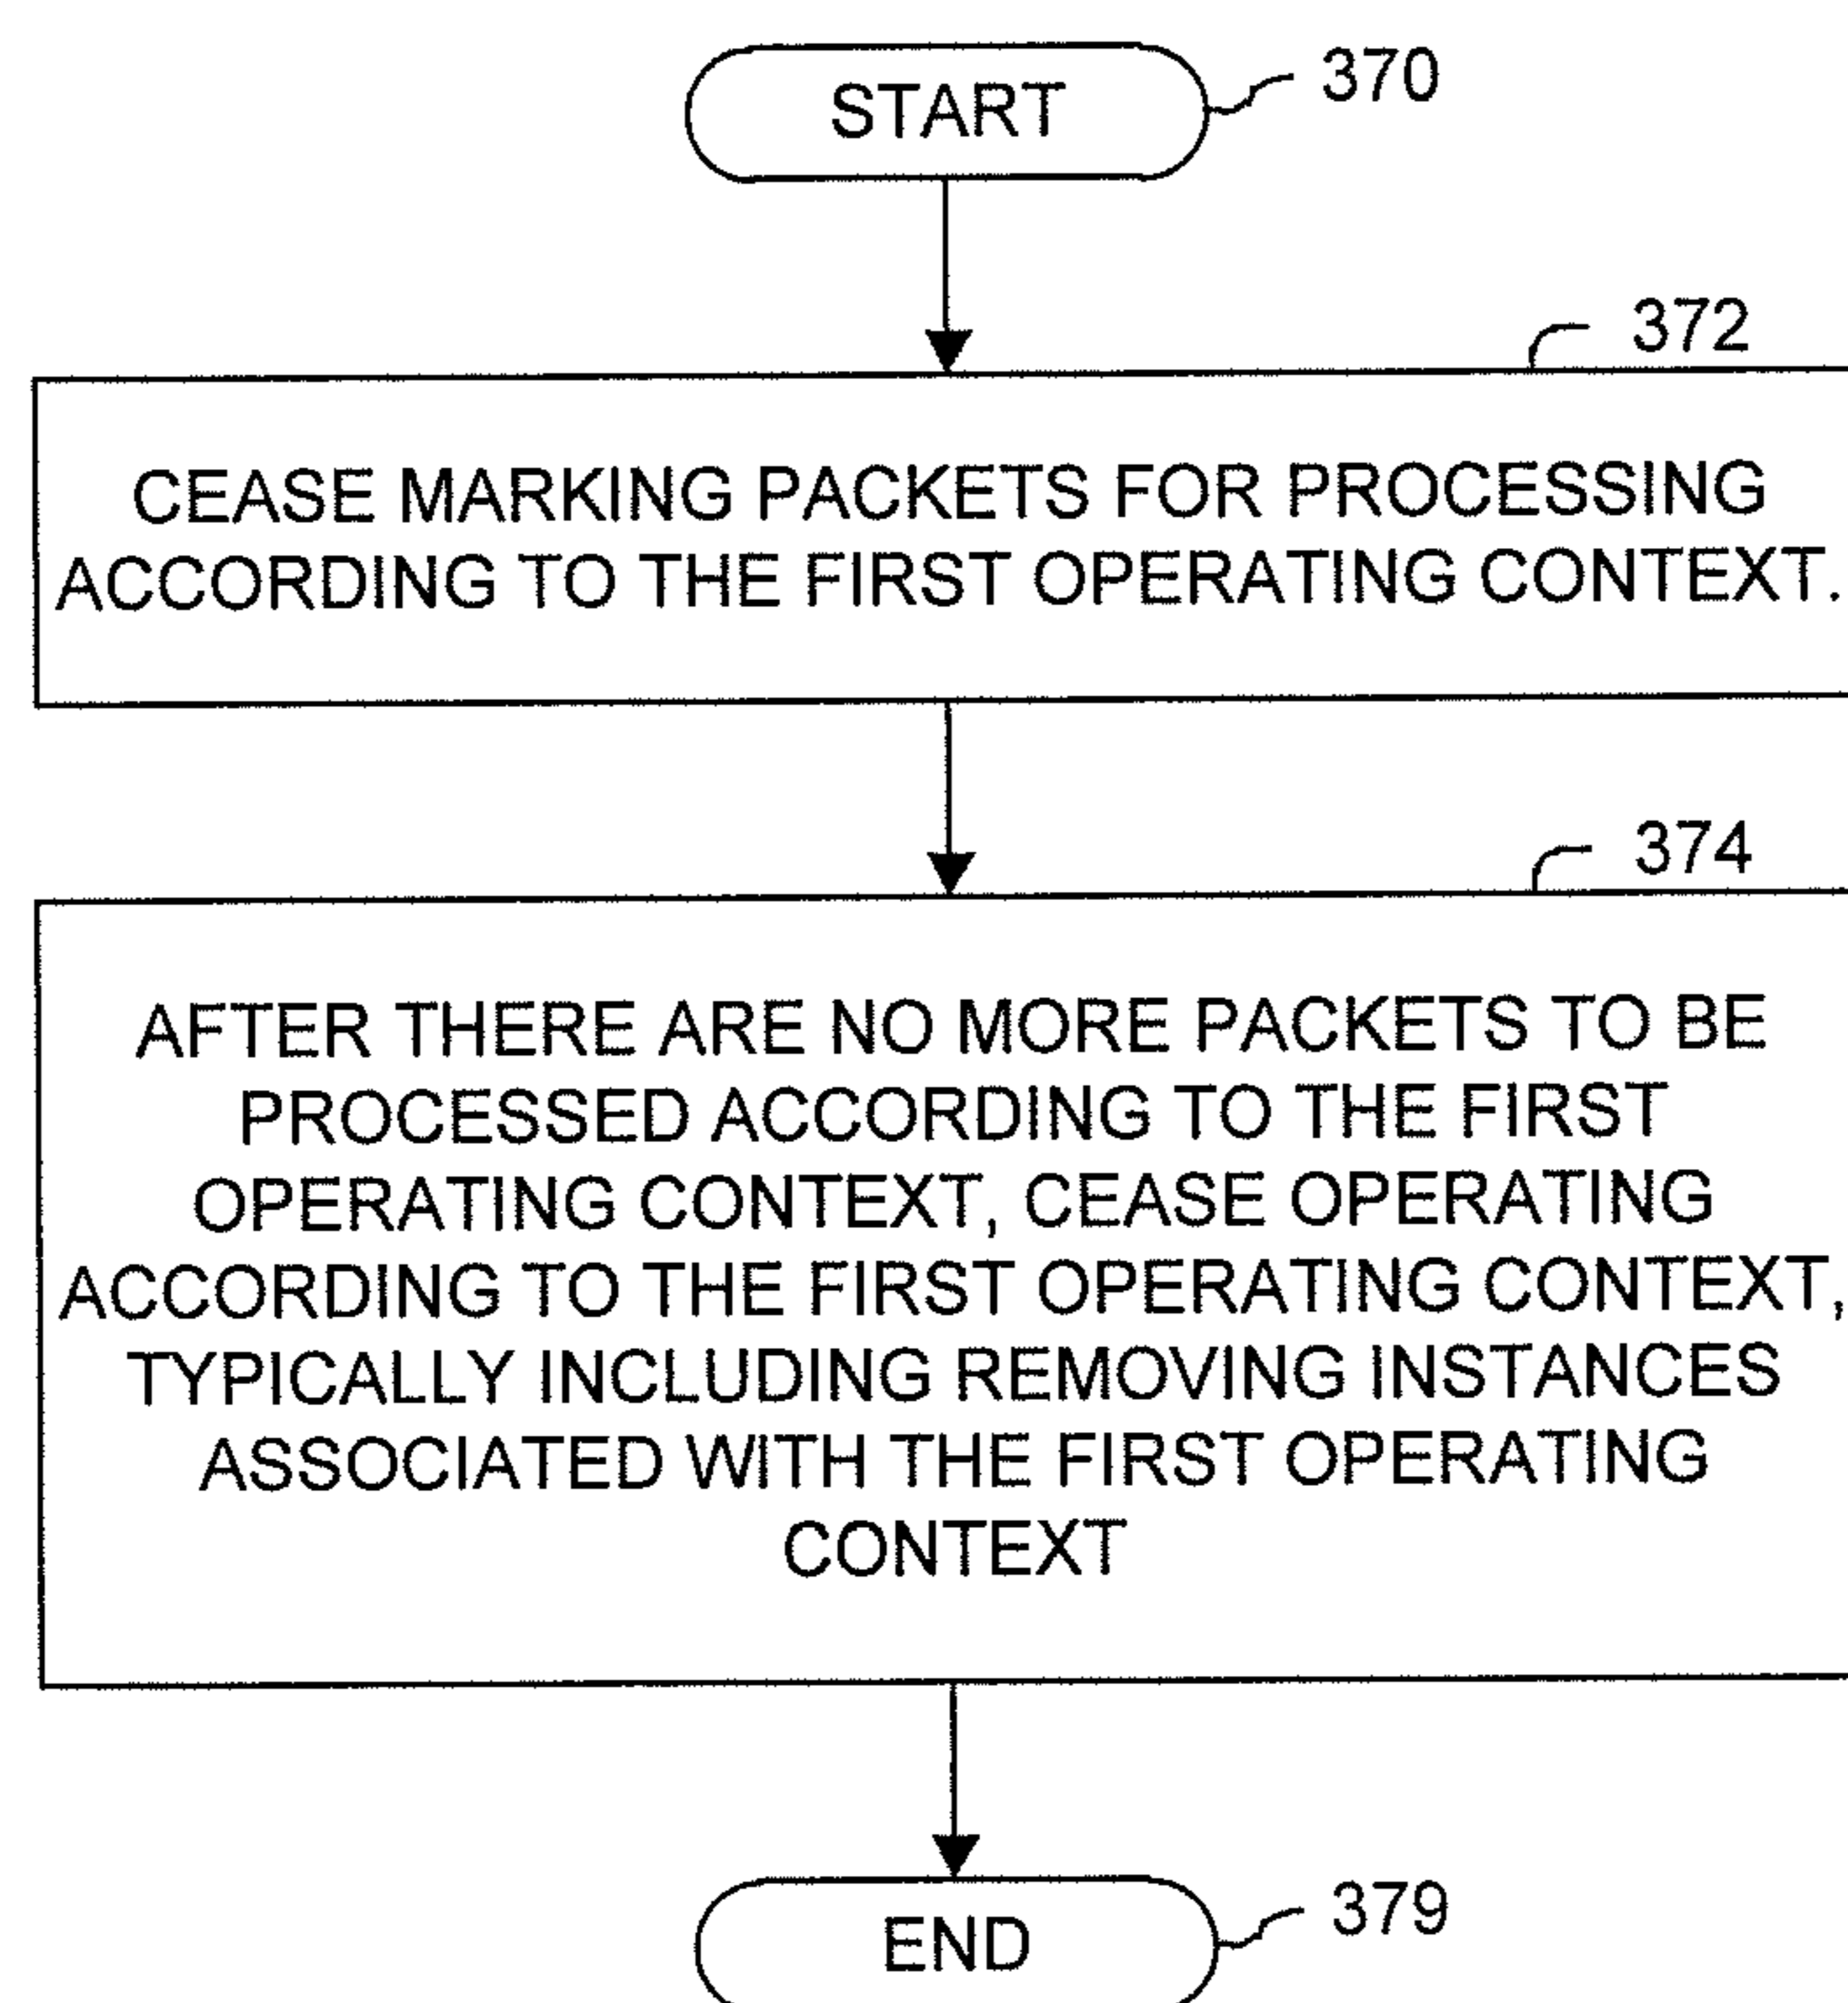 START
370
372
CEASE MARKING PACKETS FOR PROCESSING
ACCORDING TO THE FIRST OPERATING CONTEXT.
374
AFTER THERE ARE NO MORE PACKETS TO BE
PROCESSED ACCORDING TO THE FIRST
OPERATING CONTEXT, CEASE OPERATING
ACCORDING TO THE FIRST OPERATING CONTEXT,
TYPICALLY INCLUDING REMOVING INSTANCES
ASSOCIATED WITH THE FIRST OPERATING
CONTEXT
END
379